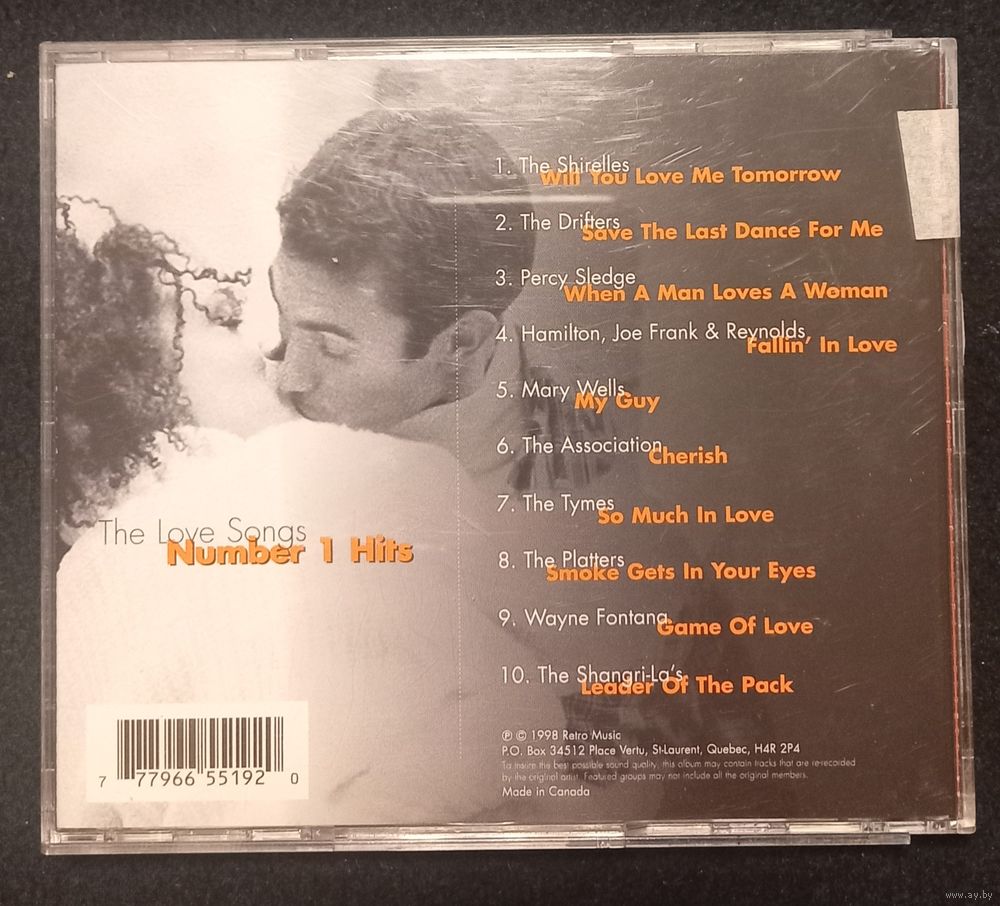 1. The Shirelles
Will You Love Me Tomorrow
2. The Drifters
Save The Last Dance For Me
3. Percy Sledge
When A Man Loves A Woman
4. Hamilton, Joe Frank & Reynolds
Fallin' In Love
5. Mary Wells
My Guy
6. The Association
Cherish
7. The Tymes
So Much In Love
8. The Platters
Smoke Gets In Your Eyes
9. Wayne Fontana
Game Of Love
10. The Shangri-La's
Leader Of The Pack
The Love Songs
Number 1 Hits
℗ © 1998 Retro Music
P.O. Box 34512 Place Vertu, St-Laurent, Quebec, H4R 2P4
To insure the best possible sound quality, this album may contain tracks that are re-recorded
by the original artist. Featured groups may not include all the original members.
Made in Canada
7 77966 55192 0
www.ay.by